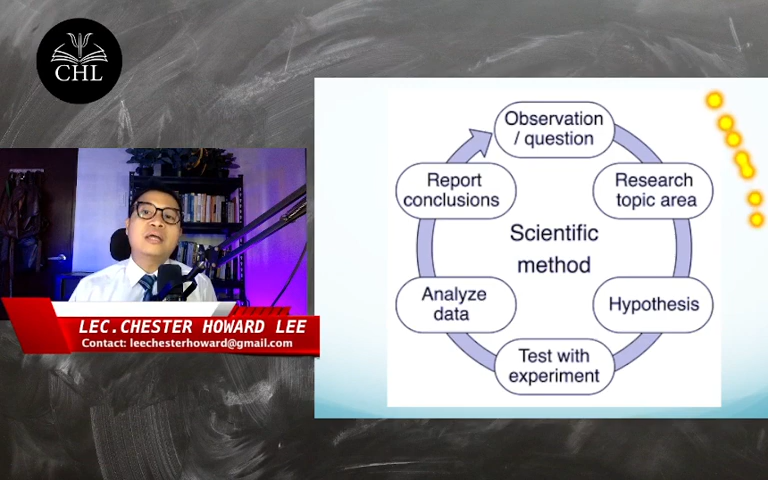 CHL
LEC.CHESTER HOWARD LEE
Contact: leechesterhoward@gmail.com
Observation
/ question
Research
topic area
Hypothesis
Test with
experiment
Analyze
data
Report
conclusions
Scientific
method